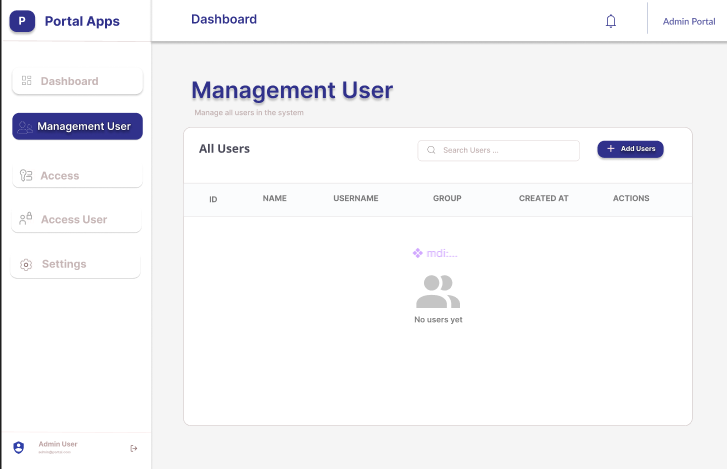 P Portal Apps
Dashboard
Admin Portal
Dashboard
Management User
Access
Access User
Settings
Management User
Manage all users in the system
All Users
Search Users ...
+ Add Users
ID NAME USERNAME GROUP CREATED AT ACTIONS
mdi:...
No users yet
Admin User